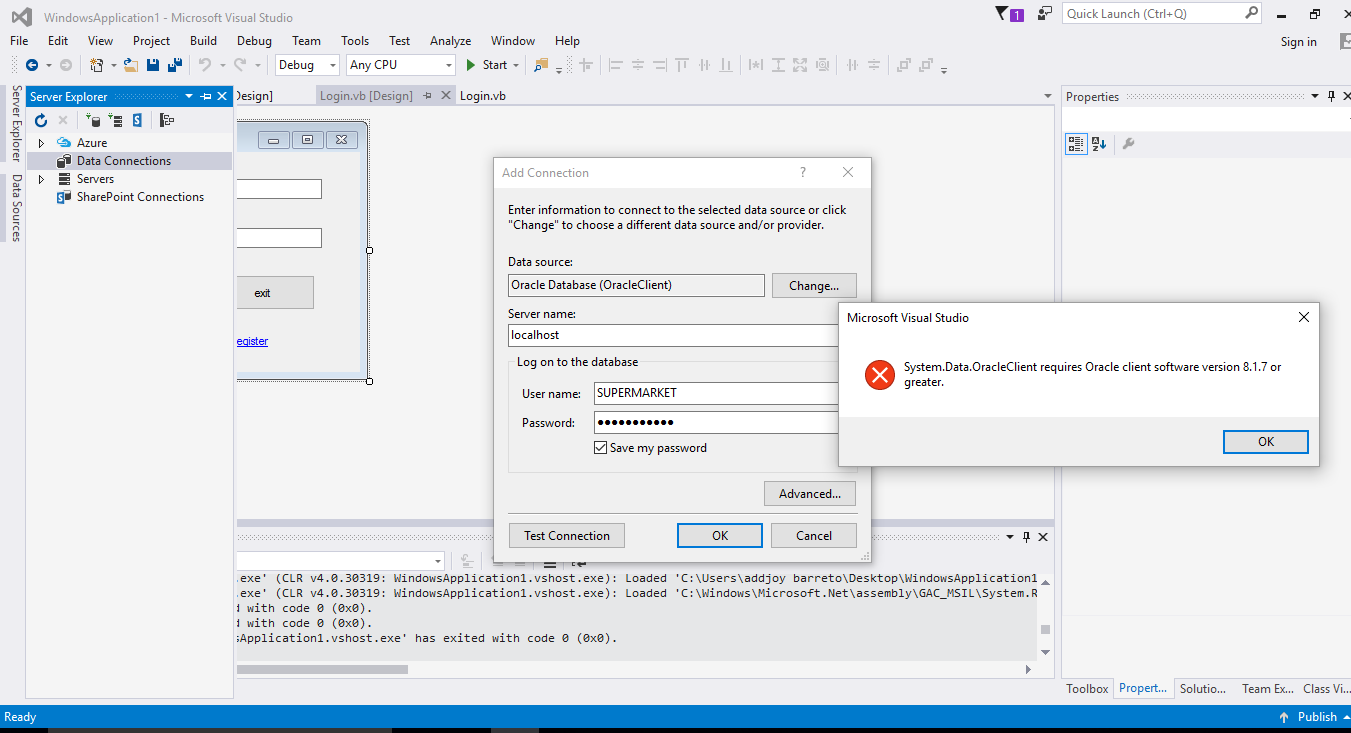 WindowsApplication1 - Microsoft Visual Studio
1
Quick Launch (Ctrl+Q)
File Edit View Project Build Debug Team Tools Test Analyze Window Help
Sign in
Debug Any CPU Start
Server Explorer
Data Sources
Server Explorer
Design]
Login.vb [Design]
Login.vb
Properties
Azure
Data Connections
Servers
SharePoint Connections
exit
egister
Add Connection
?
Enter information to connect to the selected data source or click
"Change" to choose a different data source and/or provider.
Data source:
Oracle Database (OracleClient)
Change...
Server name:
localhost
Log on to the database
User name: SUPERMARKET
Password: ●●●●●●●●●●●
Save my password
Advanced...
Test Connection OK Cancel
Microsoft Visual Studio
System.Data.OracleClient requires Oracle client software version 8.1.7 or
greater.
OK
.exe' (CLR v4.0.30319: WindowsApplication1.vshost.exe): Loaded 'C:\Users\addjoy barreto\Desktop\WindowsApplication1
.exe' (CLR v4.0.30319: WindowsApplication1.vshost.exe): Loaded 'C:\Windows\Microsoft.Net\assembly\GAC_MSIL\System.R
d with code 0 (0x0).
d with code 0 (0x0).
sApplication1.vshost.exe' has exited with code 0 (0x0).
Toolbox Propert... Solutio... Team Ex... Class Vi...
Ready
Publish